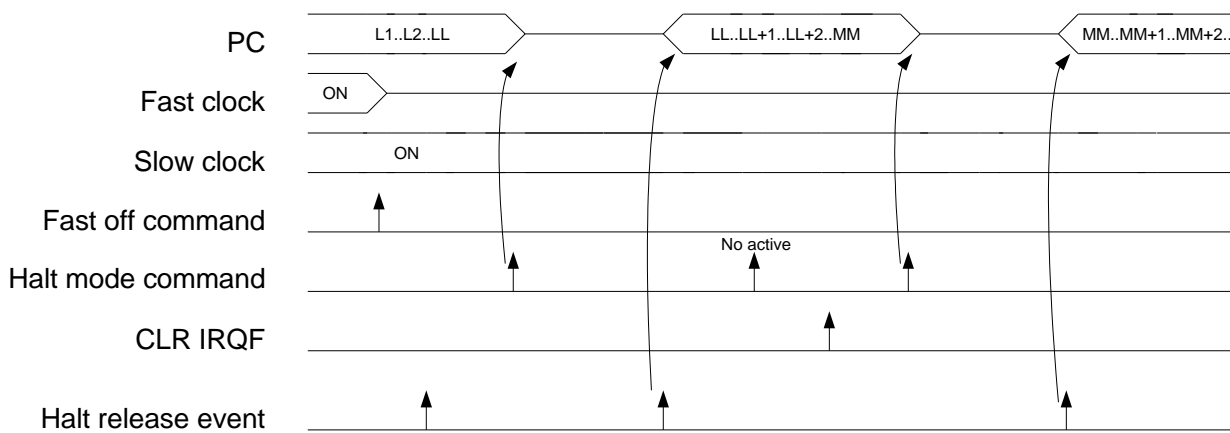 PC
L1..L2..LL
LL..LL+1..LL+2..MM
MM..MM+1..MM+2..
Fast clock
ON
Slow clock
ON
Fast off command
Halt mode command
No active
CLR IRQF
Halt release event